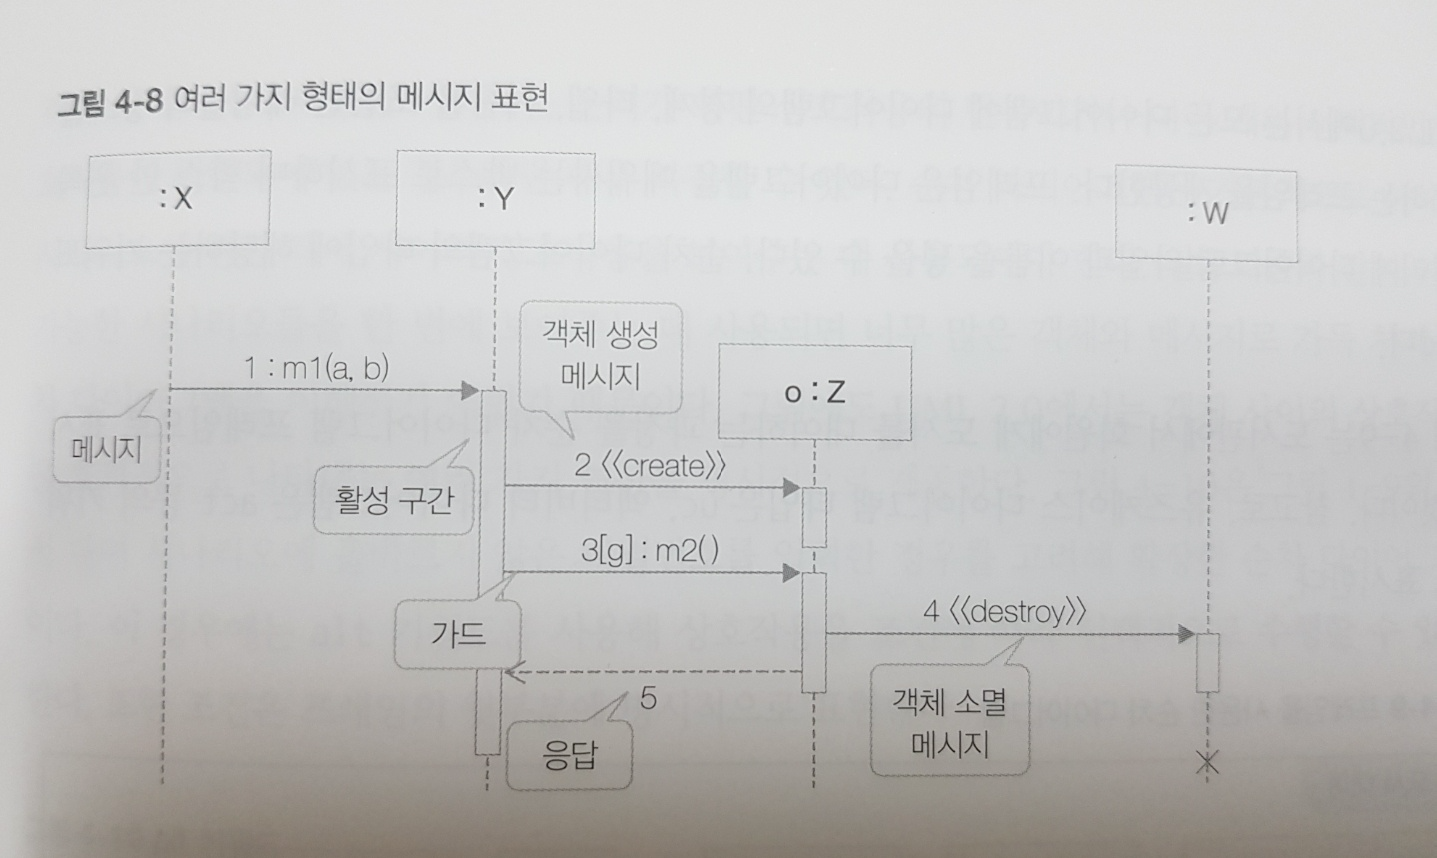 그림 4-8 여러 가지 형태의 메시지 표현
:X
:Y
:W
객체 생성
메시지
o:Z
1 : m1(a, b)
메시지
2 《create》
활성 구간
3[g] : m2()
가드
4 《destroy》
5
응답
객체 소멸
메시지